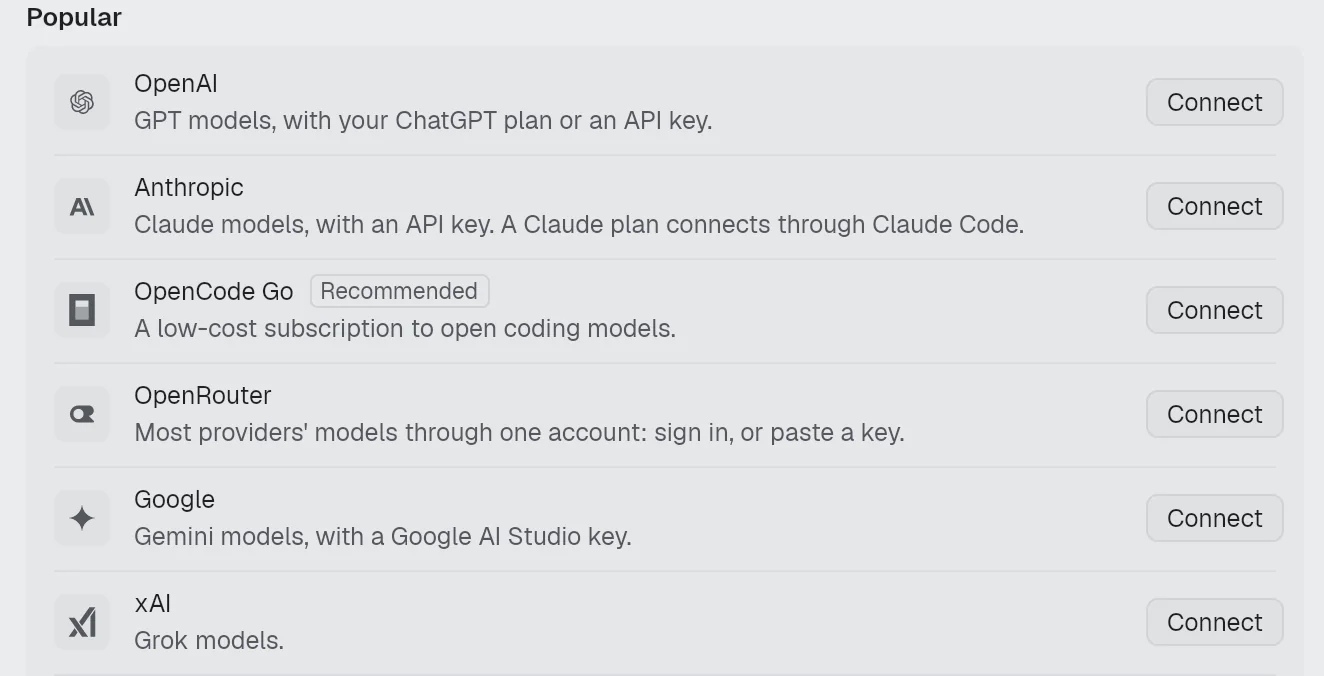 Popular
OpenAI
GPT models, with your ChatGPT plan or an API key.
Connect
Anthropic
Claude models, with an API key. A Claude plan connects through Claude Code.
Connect
OpenCode Go
Recommended
A low-cost subscription to open coding models.
Connect
OpenRouter
Most providers' models through one account: sign in, or paste a key.
Connect
Google
Gemini models, with a Google AI Studio key.
Connect
xAI
Grok models.
Connect